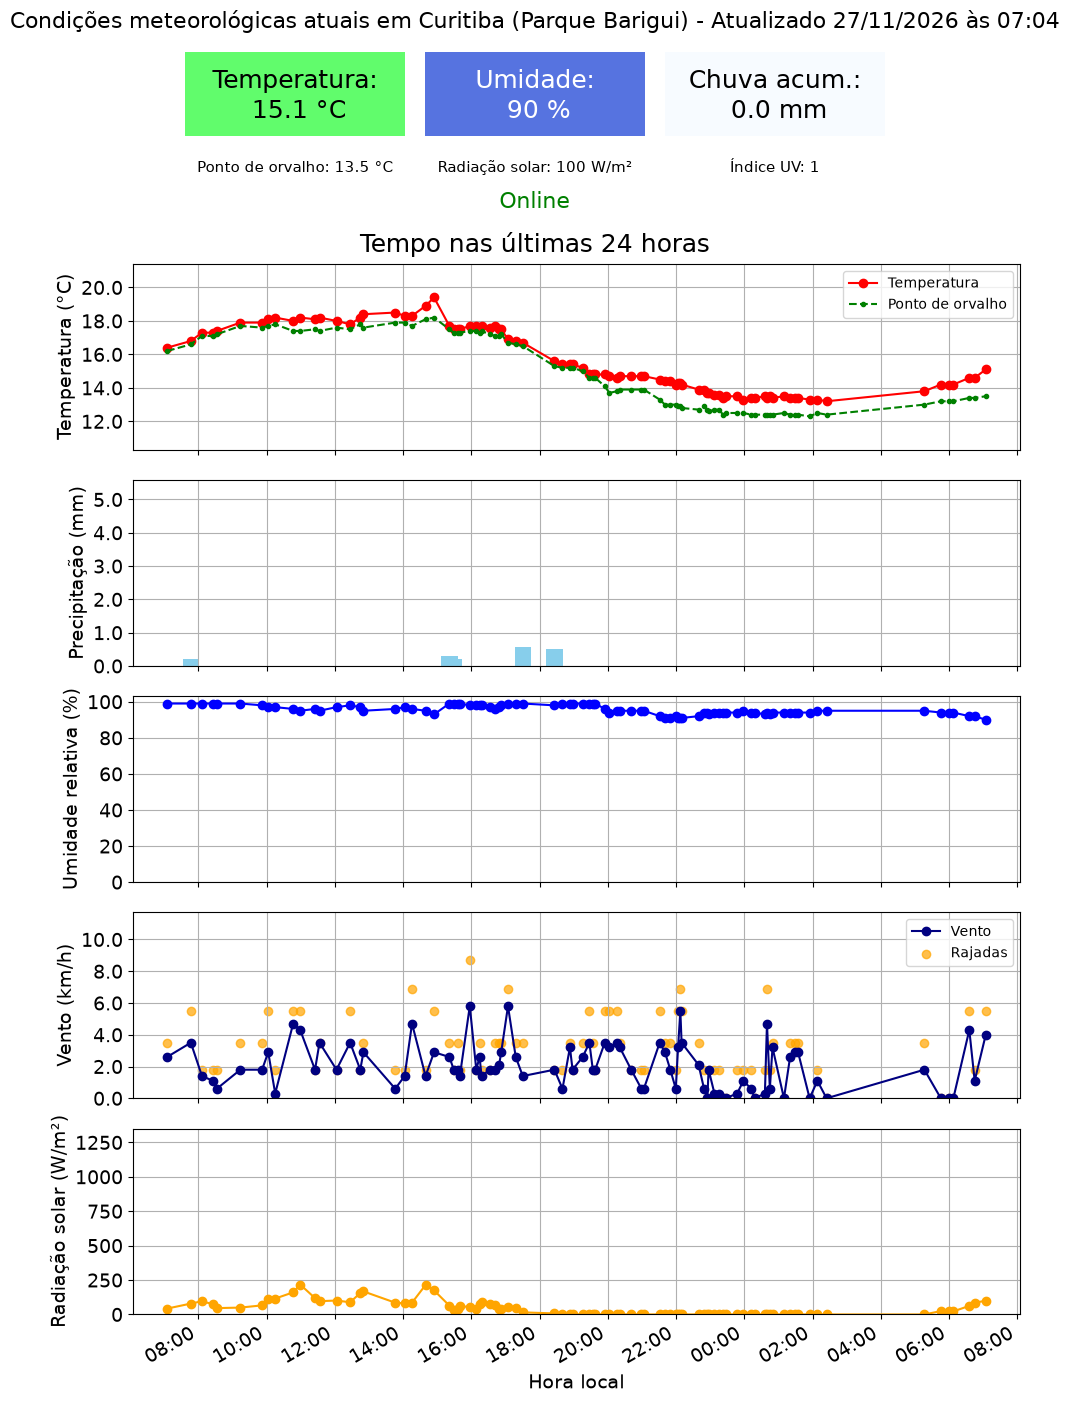 Condições meteorológicas atuais em Curitiba (Parque Barigui) - Atualizado 27/11/2026 às 07:04
Temperatura:
15.1 °C
Umidade:
90 %
Chuva acum.:
0.0 mm
Ponto de orvalho: 13.5 °C
Radiação solar: 100 W/m²
Índice UV: 1
Online
Tempo nas últimas 24 horas
Temperatura (°C)
20.0
18.0
16.0
14.0
12.0
Temperatura
Ponto de orvalho
Precipitação (mm)
5.0
4.0
3.0
2.0
1.0
0.0
Umidade relativa (%)
100
80
60
40
20
0
Vento (km/h)
10.0
8.0
6.0
4.0
2.0
0.0
Vento
Rajadas
Radiação solar (W/m²)
1250
1000
750
500
250
0
08:00
10:00
12:00
14:00
16:00
18:00
20:00
22:00
00:00
02:00
04:00
06:00
08:00
Hora local